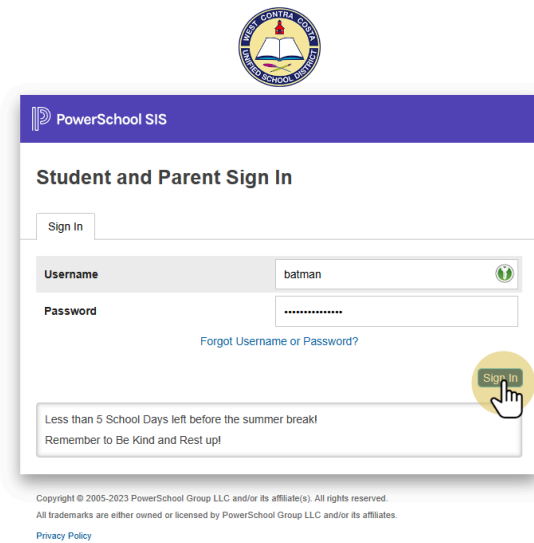 WEST CONTRA COSTA
UNIFIED SCHOOL DISTRICT
PowerSchool SIS
Student and Parent Sign In
Sign In
Username
batman
Password
•••••••••••••••
Forgot Username or Password?
Sign In
Less than 5 School Days left before the summer break!
Remember to Be Kind and Rest up!
Copyright © 2005-2023 PowerSchool Group LLC and/or its affiliate(s). All rights reserved.
All trademarks are either owned or licensed by PowerSchool Group LLC and/or its affiliates.
Privacy Policy